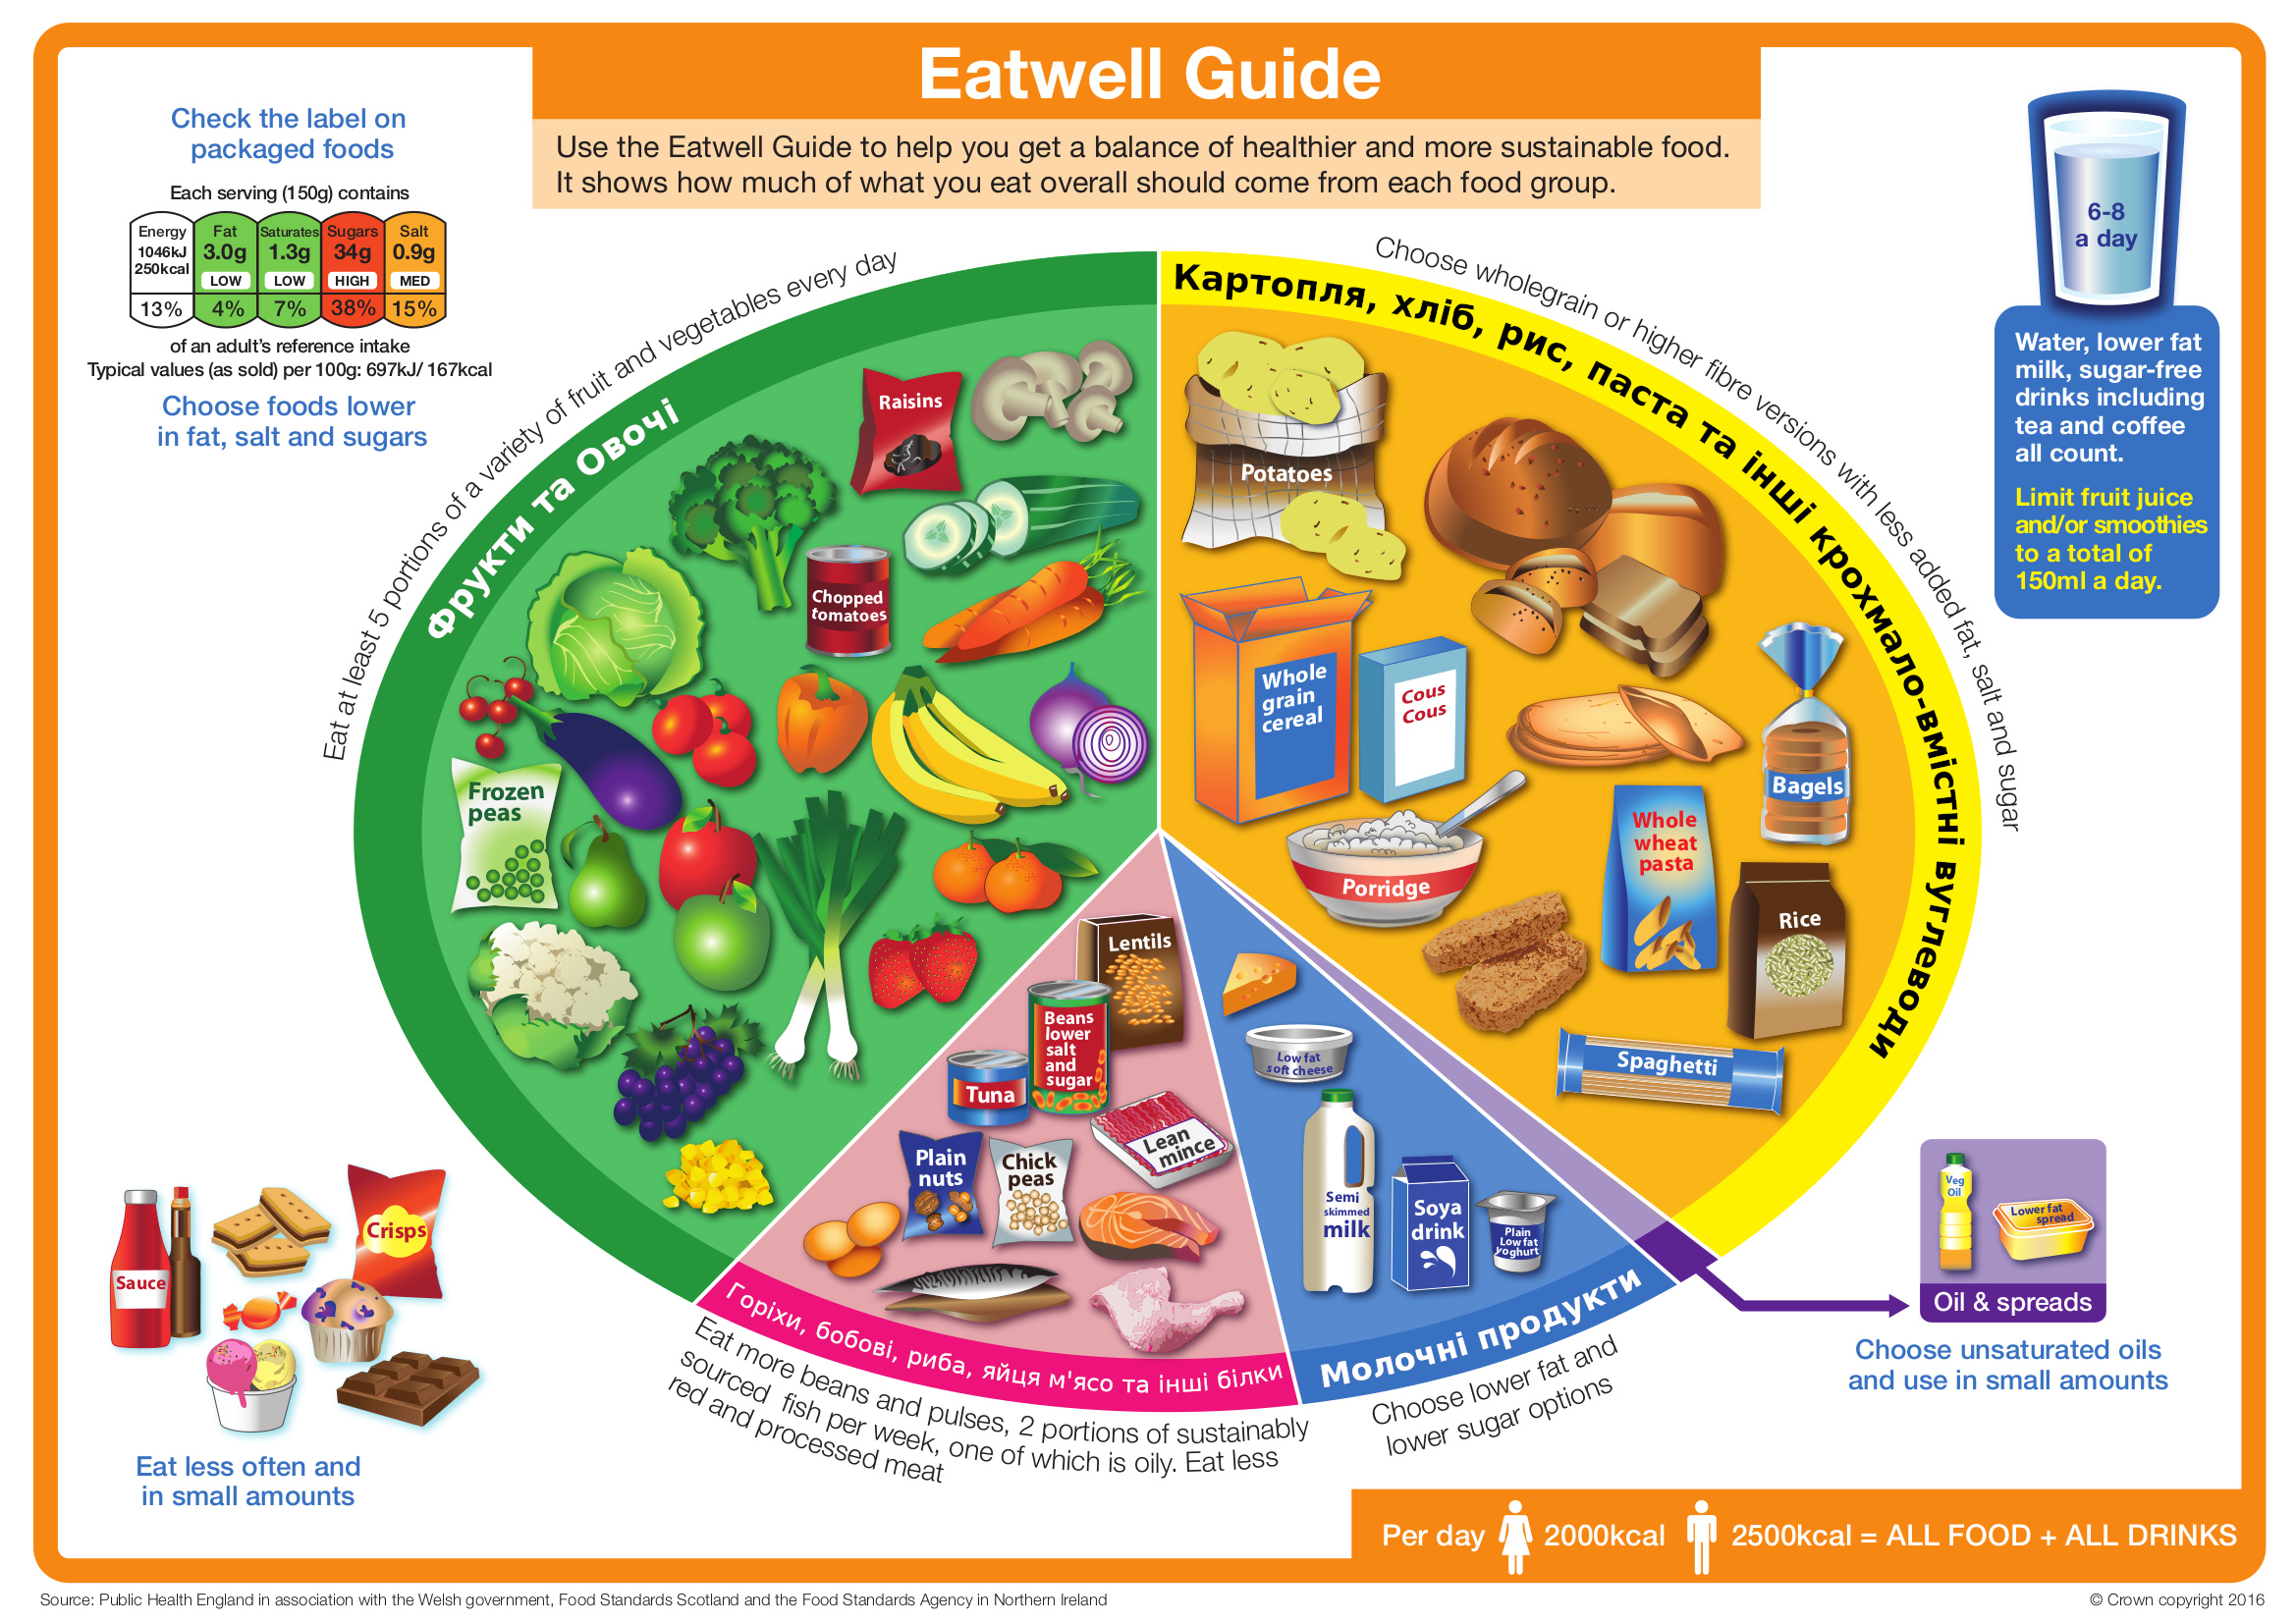 Eatwell Guide
Use the Eatwell Guide to help you get a balance of healthier and more sustainable food.
It shows how much of what you eat overall should come from each food group.
Check the label on
packaged foods
Each serving (150g) contains
Energy
1046kJ
250kcal
13%
Fat
3.0g
LOW
4%
Saturates
1.3g
LOW
7%
Sugars
34g
HIGH
38%
Salt
0.9g
MED
15%
of an adult's reference intake
Typical values (as sold) per 100g: 697kJ/ 167kcal
Choose foods lower
in fat, salt and sugars
6-8
a day
Water, lower fat
milk, sugar-free
drinks including
tea and coffee
all count.
Limit fruit juice
and/or smoothies
to a total of
150ml a day.
Eat at least 5 portions of a variety of fruit and vegetables every day
Фрукти та Овочі
Raisins
Chopped
tomatoes
Frozen
peas
Choose wholegrain or higher fibre versions with less added fat, salt and sugar
Картопля, хліб, рис, паста та інші крохмало-вмістні вуглеводи
Potatoes
Whole
grain
cereal
Cous
Cous
Bagels
Porridge
Whole
wheat
pasta
Rice
Spaghetti
Lentils
Beans
lower
salt
and
sugar
Tuna
Lean
mince
Plain
nuts
Chick
peas
Горіхи, бобові, риба, яйця м'ясо та інші білки
Eat more beans and pulses, 2 portions of sustainably
sourced fish per week, one of which is oily. Eat less
red and processed meat
Low fat
soft cheese
Semi
skimmed
milk
Soya
drink
Plain
Low fat
yoghurt
Молочні продукти
Choose lower fat and
lower sugar options
Veg
Oil
Lower fat
spread
Oil & spreads
Choose unsaturated oils
and use in small amounts
Sauce
Crisps
Eat less often and
in small amounts
Per day 2000kcal 2500kcal = ALL FOOD + ALL DRINKS
Source: Public Health England in association with the Welsh government, Food Standards Scotland and the Food Standards Agency in Northern Ireland
© Crown copyright 2016